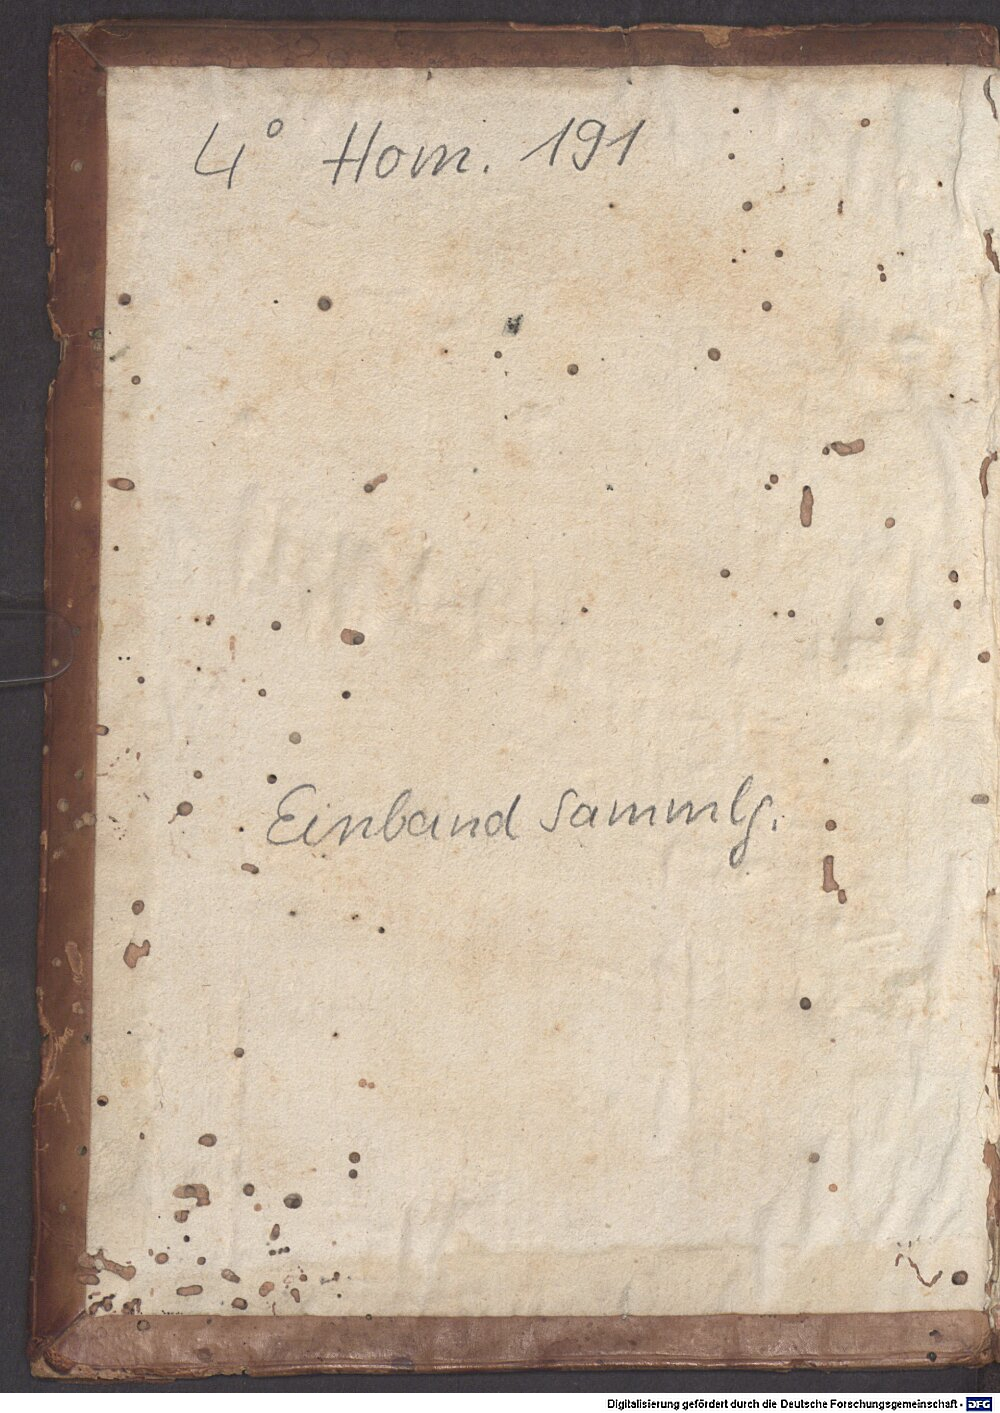 4° Hom. 191
Einband Sammlg.
Digitalisierung gefördert durch die Deutsche Forschungsgemeinschaft - DFG